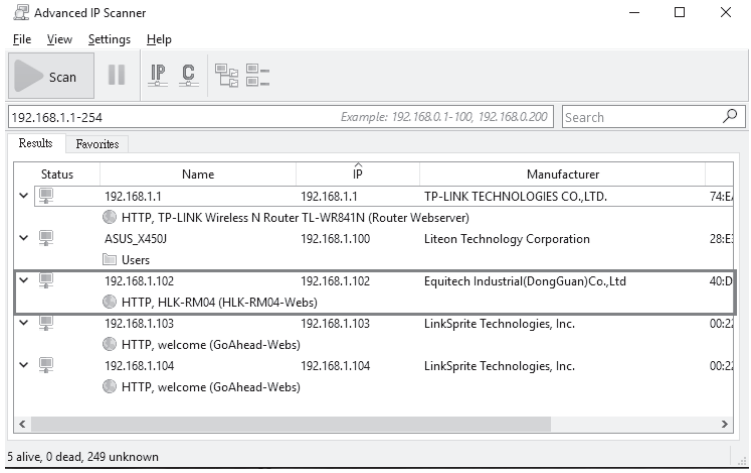 Advanced IP Scanner
File View Settings Help
Scan IP C
192.168.1.1-254 Example: 192.168.0.1-100, 192.168.0.200 Search
Results Favorites
Status Name IP Manufacturer
192.168.1.1 192.168.1.1 TP-LINK TECHNOLOGIES CO.,LTD. 74:E
HTTP, TP-LINK Wireless N Router TL-WR841N (Router Webserver)
ASUS_X450J 192.168.1.100 Liteon Technology Corporation 28:E
Users
192.168.1.102 192.168.1.102 Equitech Industrial(DongGuan)Co.,Ltd 40:D
HTTP, HLK-RM04 (HLK-RM04-Webs)
192.168.1.103 192.168.1.103 LinkSprite Technologies, Inc. 00:22
HTTP, welcome (GoAhead-Webs)
192.168.1.104 192.168.1.104 LinkSprite Technologies, Inc. 00:22
HTTP, welcome (GoAhead-Webs)
5 alive, 0 dead, 249 unknown